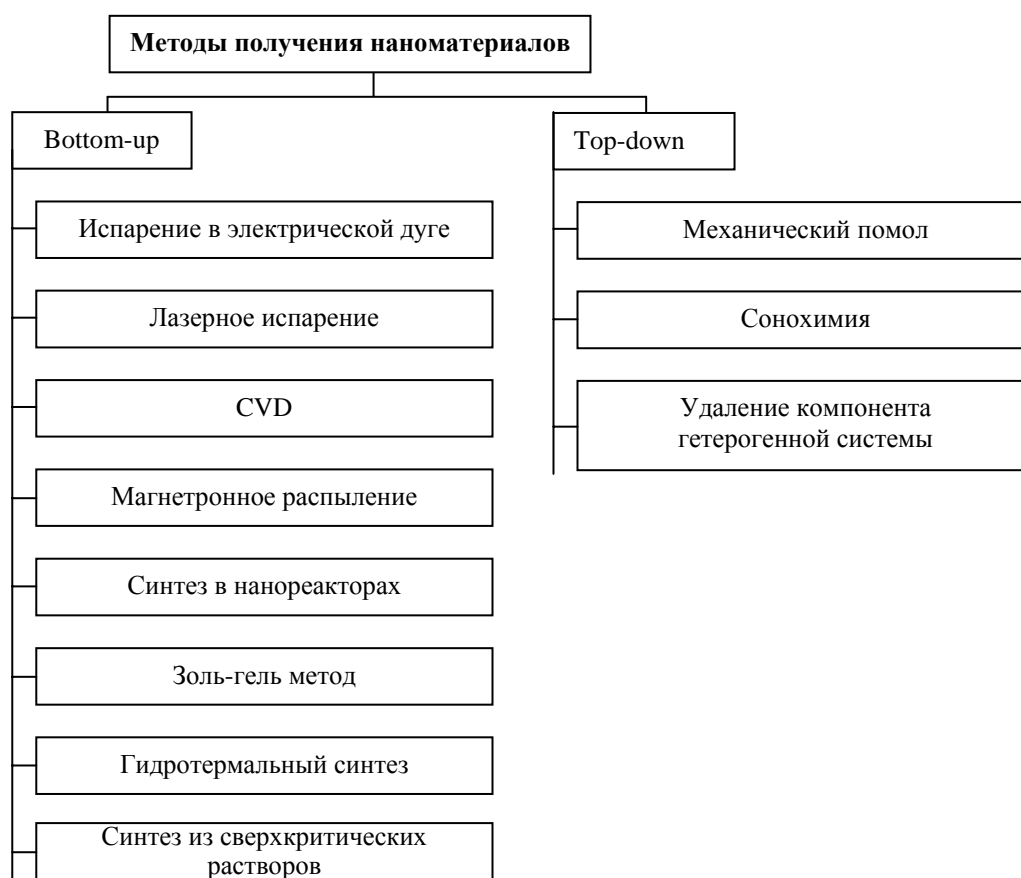 Методы получения наноматериалов
Bottom-up
Top-down
Испарение в электрической дуге
Лазерное испарение
CVD
Магнетронное распыление
Синтез в нанореакторах
Золь-гель метод
Гидротермальный синтез
Синтез из сверхкритических
растворов
Механический помол
Сонохимия
Удаление компонента
гетерогенной системы